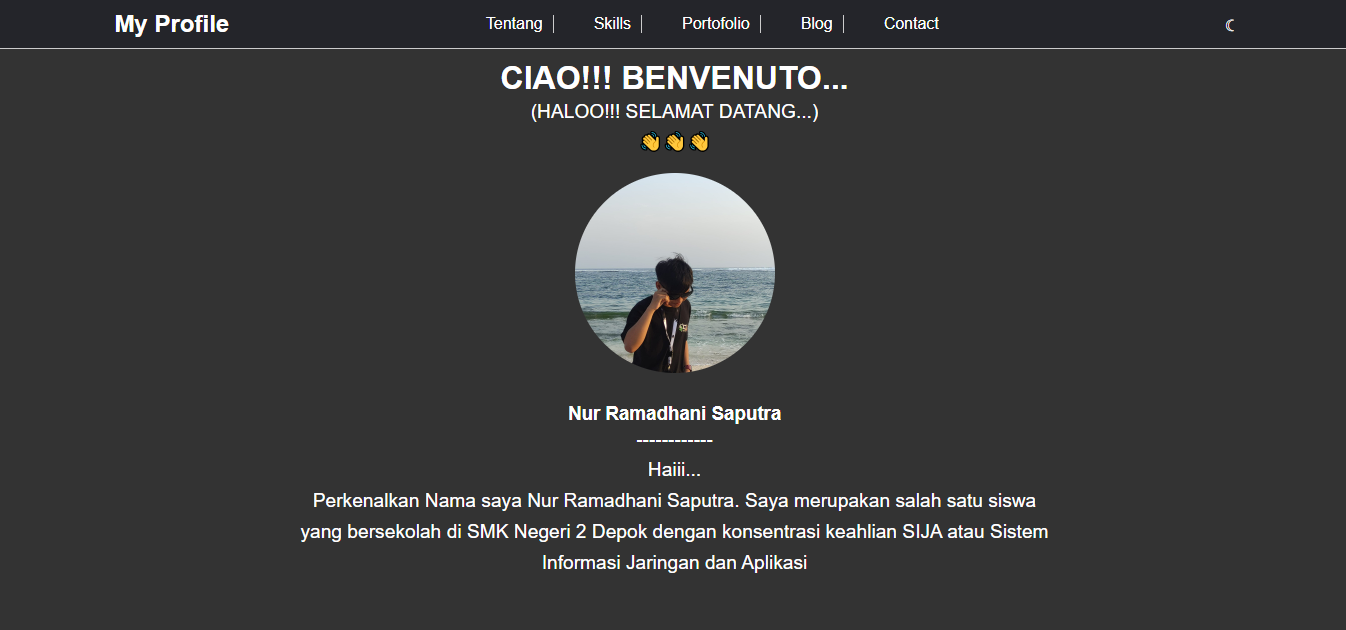 My Profile
Tentang
Skills
Portofolio
Blog
Contact
CIAO!!! BENVENUTO...
(HALOO!!! SELAMAT DATANG...)
👋👋👋
Nur Ramadhani Saputra
------------
Haiii...
Perkenalkan Nama saya Nur Ramadhani Saputra. Saya merupakan salah satu siswa
yang bersekolah di SMK Negeri 2 Depok dengan konsentrasi keahlian SIJA atau Sistem
Informasi Jaringan dan Aplikasi